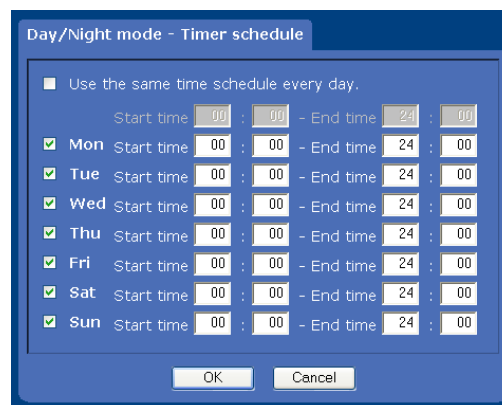 Day/Night mode - Timer schedule
Use the same time schedule every day.
Start time 00 : 00 - End time 24 : 00
Mon Start time 00 : 00 - End time 24 : 00
Tue Start time 00 : 00 - End time 24 : 00
Wed Start time 00 : 00 - End time 24 : 00
Thu Start time 00 : 00 - End time 24 : 00
Fri Start time 00 : 00 - End time 24 : 00
Sat Start time 00 : 00 - End time 24 : 00
Sun Start time 00 : 00 - End time 24 : 00
OK Cancel